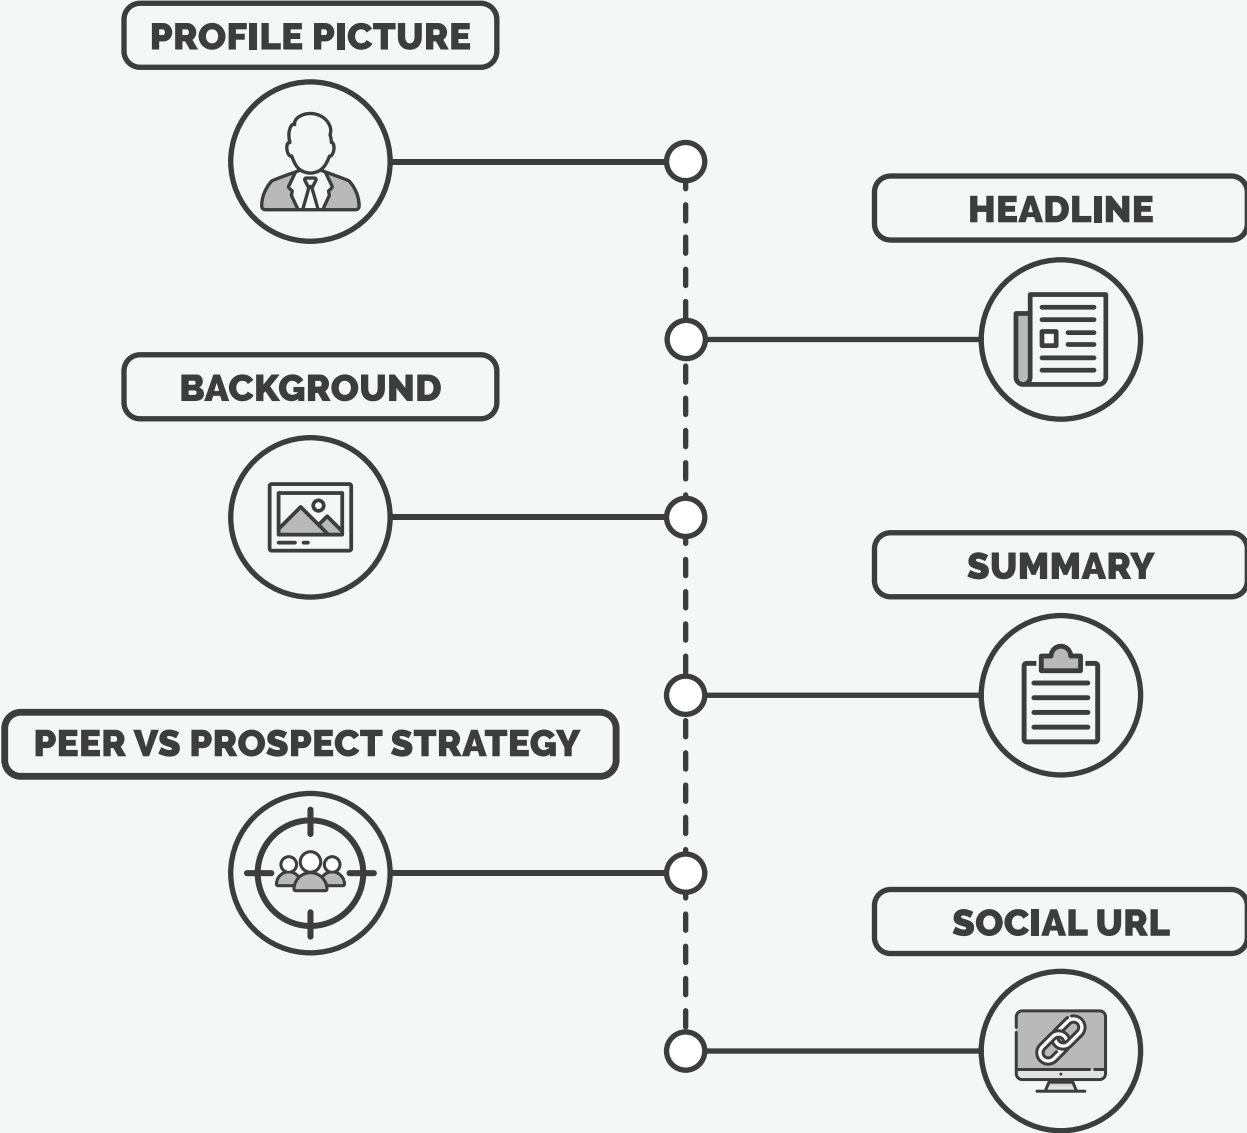 PROFILE PICTURE
HEADLINE
BACKGROUND
SUMMARY
PEER VS PROSPECT STRATEGY
SOCIAL URL